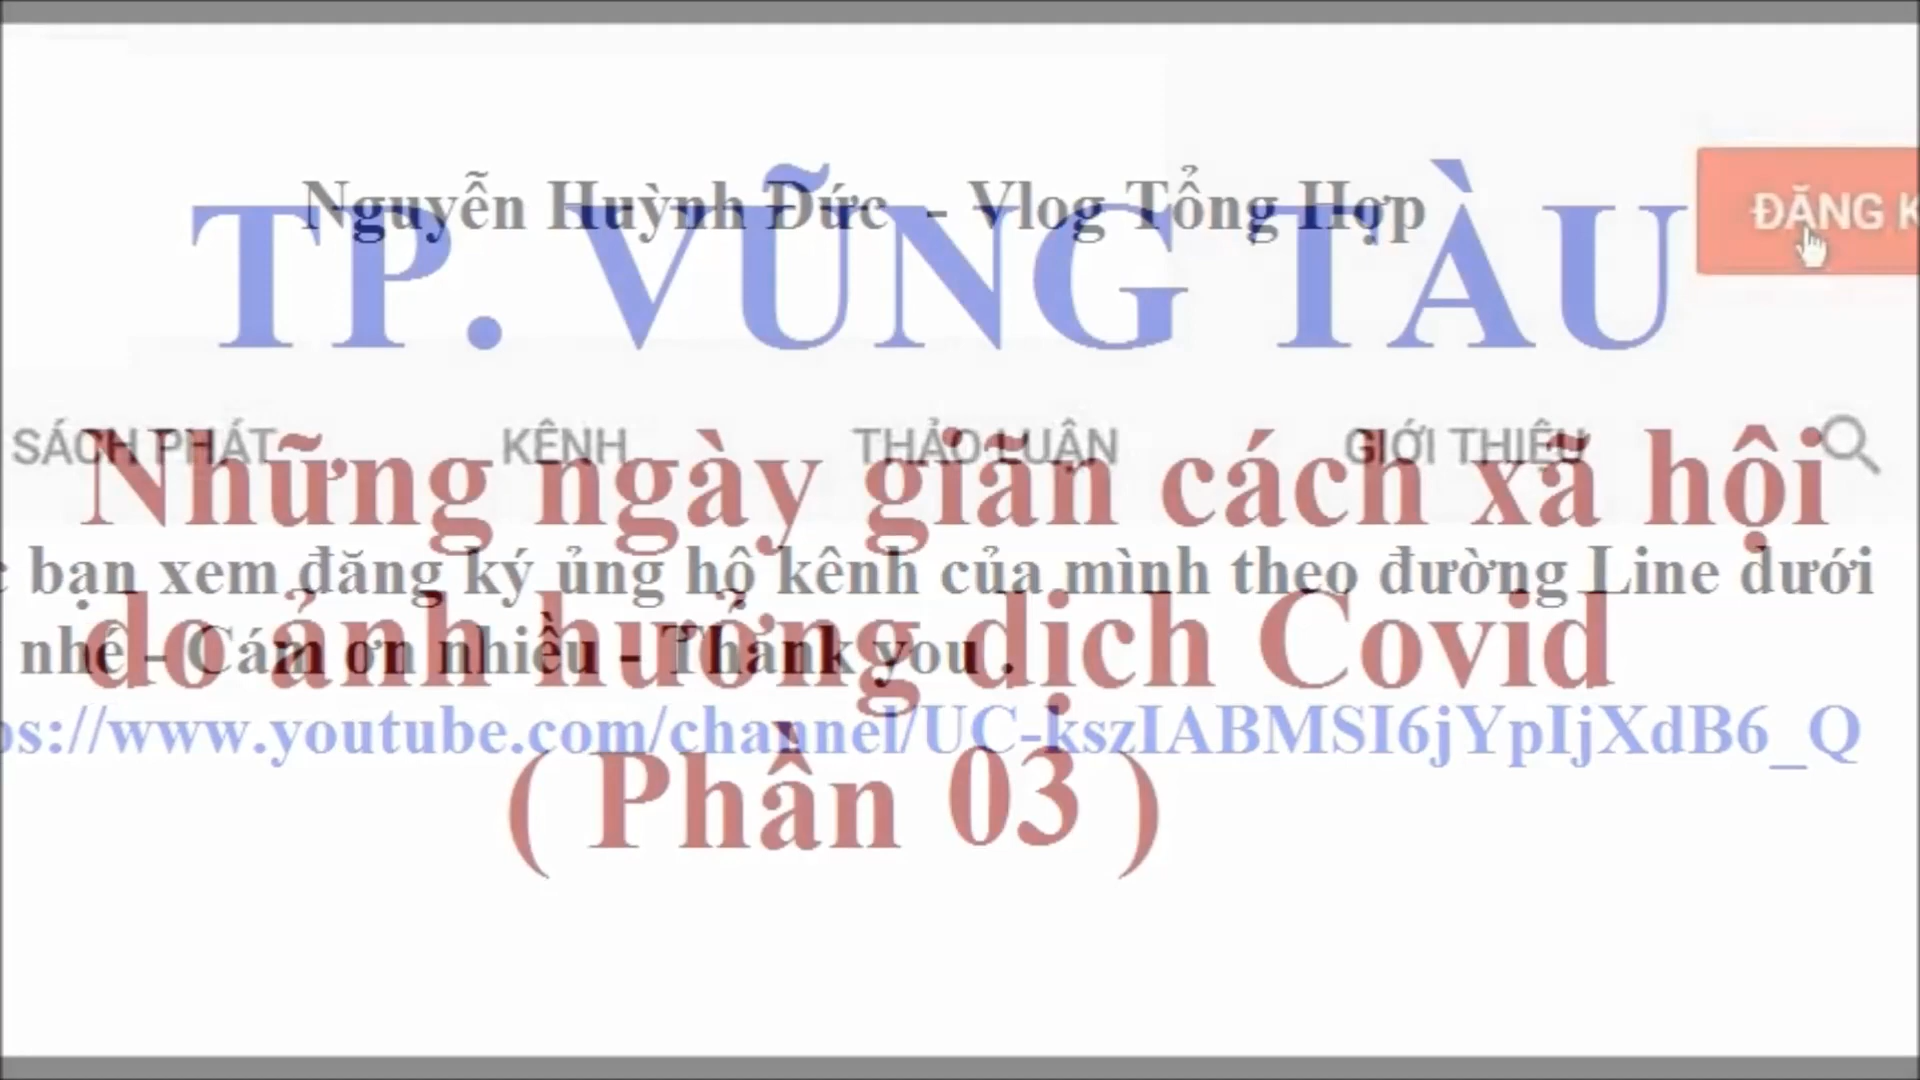 Nguyễn Huỳnh Đức - Vlog Tổng Hợp
ĐĂNG K
TP. VŨNG TÀU
SÁCH PHÁT KÊNH THẢO LUẬN GIỚI THIỆU
Những ngày giãn cách xã hội
bạn xem đăng ký ủng hộ kênh của mình theo đường Line dưới
do ảnh hưởng dịch Covid
nhé - Cám ơn nhiều - Thank you .
ps://www.youtube.com/channel/UC-kszIABMSI6jYpIjXdB6_Q
( Phần 03 )